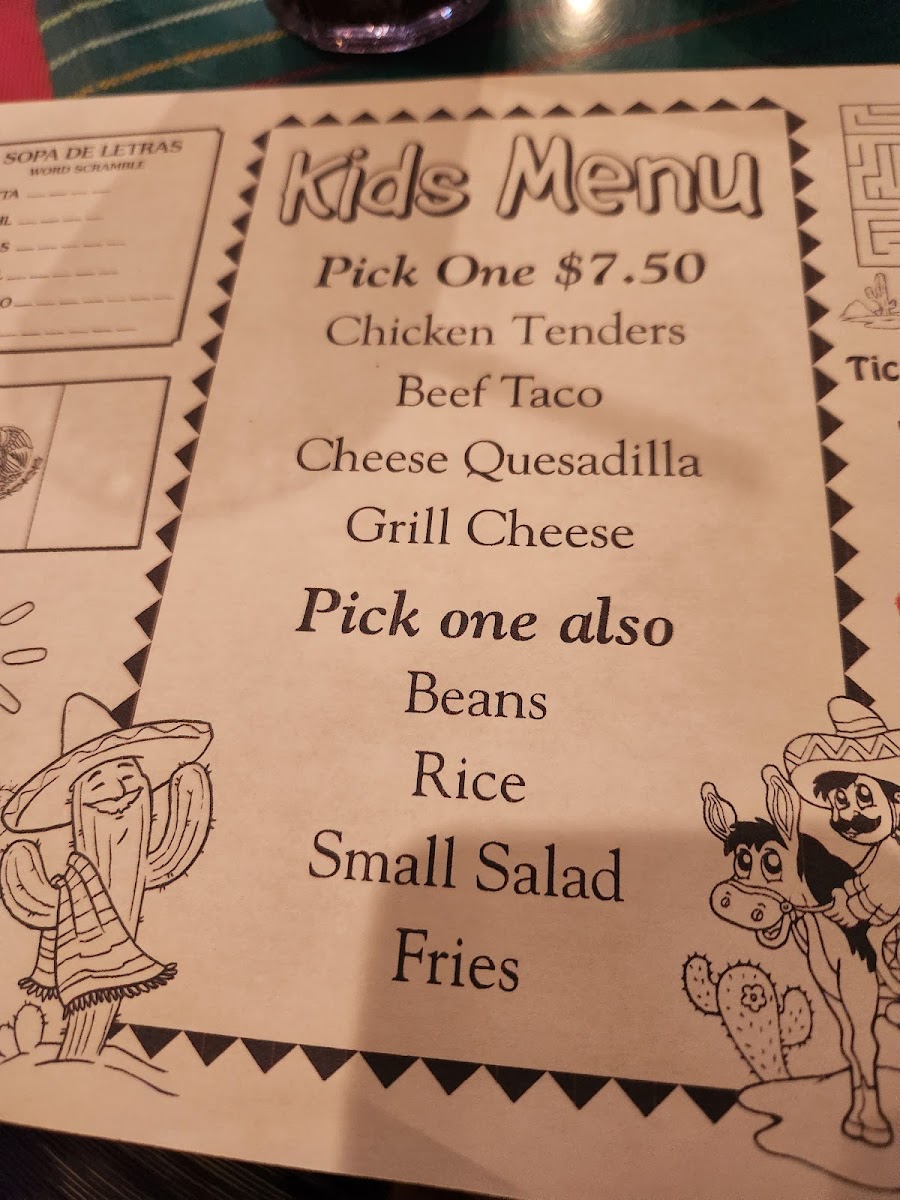 SOPA DE LETRAS
WORD SCRAMBLE
Kids Menu
Pick One $7.50
Chicken Tenders
Beef Taco
Cheese Quesadilla
Grill Cheese
Pick one also
Beans
Rice
Small Salad
Fries